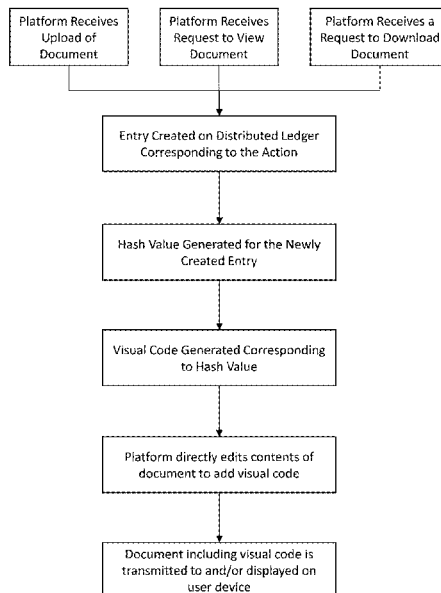 Platform Receives
Upload of
Document
Platform Receives
Request to View
Document
Platform Receives a
Request to Download
Document
Entry Created on Distributed Ledger
Corresponding to the Action
Hash Value Generated for the Newly
Created Entry
Visual Code Generated Corresponding
to Hash Value
Platform directly edits contents of
document to add visual code
Document including visual code is
transmitted to and/or displayed on
user device